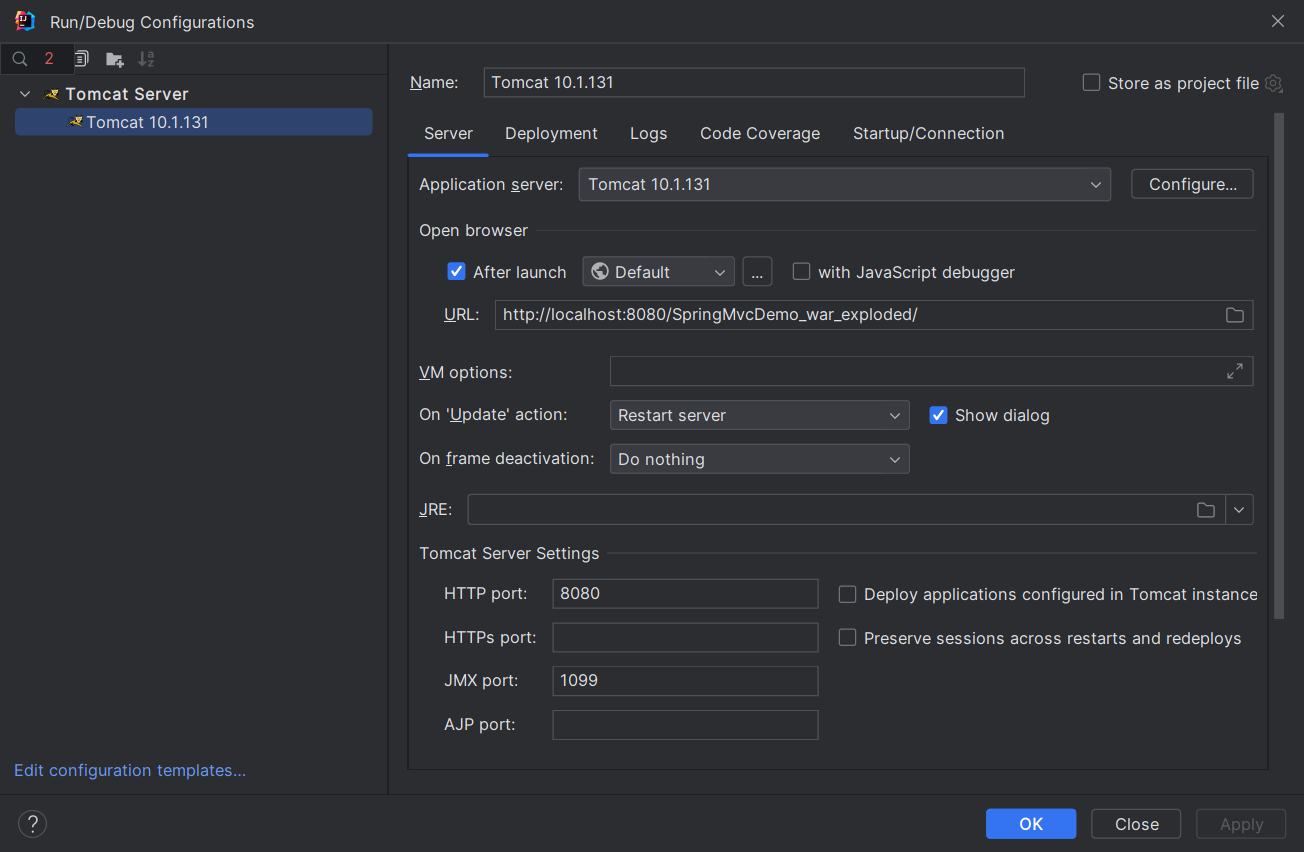 Run/Debug Configurations
2
Tomcat Server
Tomcat 10.1.131
Edit configuration templates...
Name: Tomcat 10.1.131 Store as project file
Server Deployment Logs Code Coverage Startup/Connection
Application server: Tomcat 10.1.131 Configure...
Open browser
After launch Default ... with JavaScript debugger
URL: http://localhost:8080/SpringMvcDemo_war_exploded/
VM options:
On 'Update' action: Restart server Show dialog
On frame deactivation: Do nothing
JRE:
Tomcat Server Settings
HTTP port: 8080 Deploy applications configured in Tomcat instance
HTTPs port: Preserve sessions across restarts and redeploys
JMX port: 1099
AJP port:
? OK Close Apply